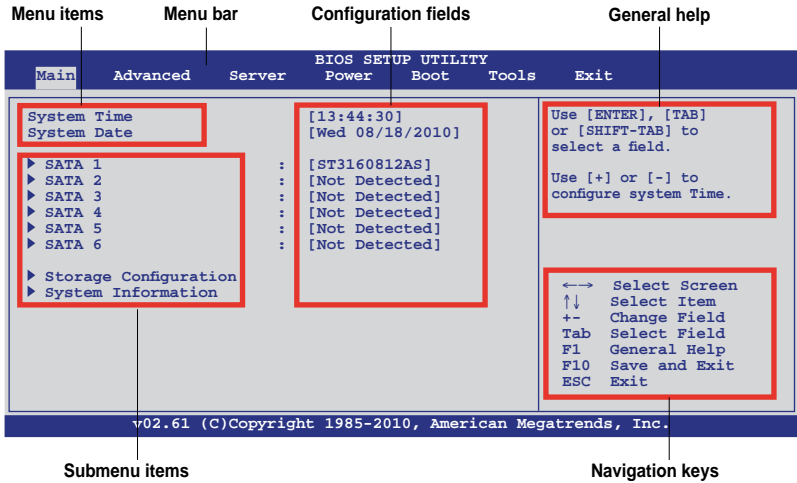 Menu items Menu bar Configuration fields General help
BIOS SETUP UTILITY
Main Advanced Server Power Boot Tools Exit
System Time [13:44:30]
System Date [Wed 08/18/2010]
SATA 1 : [ST3160812AS]
SATA 2 : [Not Detected]
SATA 3 : [Not Detected]
SATA 4 : [Not Detected]
SATA 5 : [Not Detected]
SATA 6 : [Not Detected]
Storage Configuration
System Information
Use [ENTER], [TAB]
or [SHIFT-TAB] to
select a field.
Use [+] or [-] to
configure system Time.
←→ Select Screen
↑↓ Select Item
+- Change Field
Tab Select Field
F1 General Help
F10 Save and Exit
ESC Exit
v02.61 (C)Copyright 1985-2010, American Megatrends, Inc.
Submenu items Navigation keys